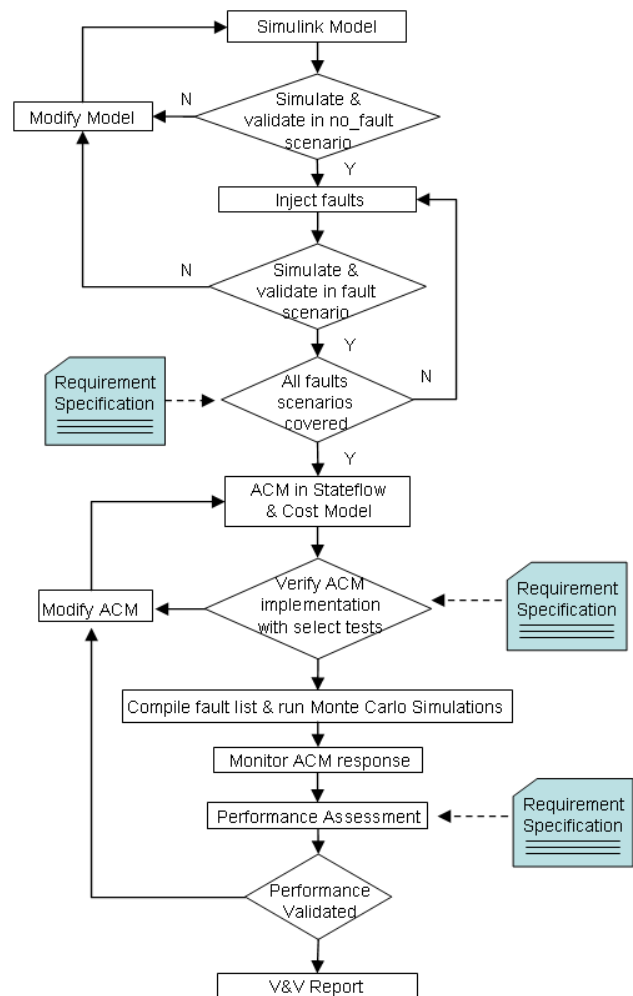 Simulink Model
N
Simulate &
validate in no_fault
scenario
Modify Model
Y
Inject faults
N
Simulate &
validate in fault
scenario
Y
Requirement
Specification
All faults
scenarios
covered
N
Y
ACM in Stateflow
& Cost Model
Verify ACM
implementation
with select tests
Modify ACM
Requirement
Specification
Compile fault list & run Monte Carlo Simulations
Monitor ACM response
Performance Assessment
Requirement
Specification
Performance
Validated
V&V Report